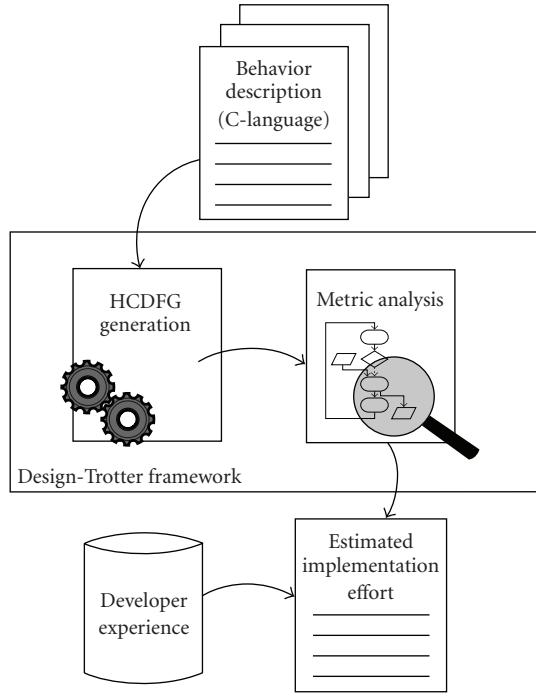 Behavior
description
(C-language)
HCDFG
generation
Metric analysis
Design-Trotter framework
Developer
experience
Estimated
implementation
effort